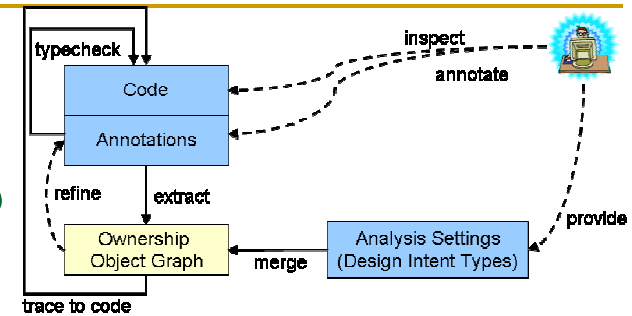 typecheck
inspect
annotate
Code
Annotations
refine
extract
provide
Ownership
Object Graph
merge
Analysis Settings
(Design Intent Types)
trace to code